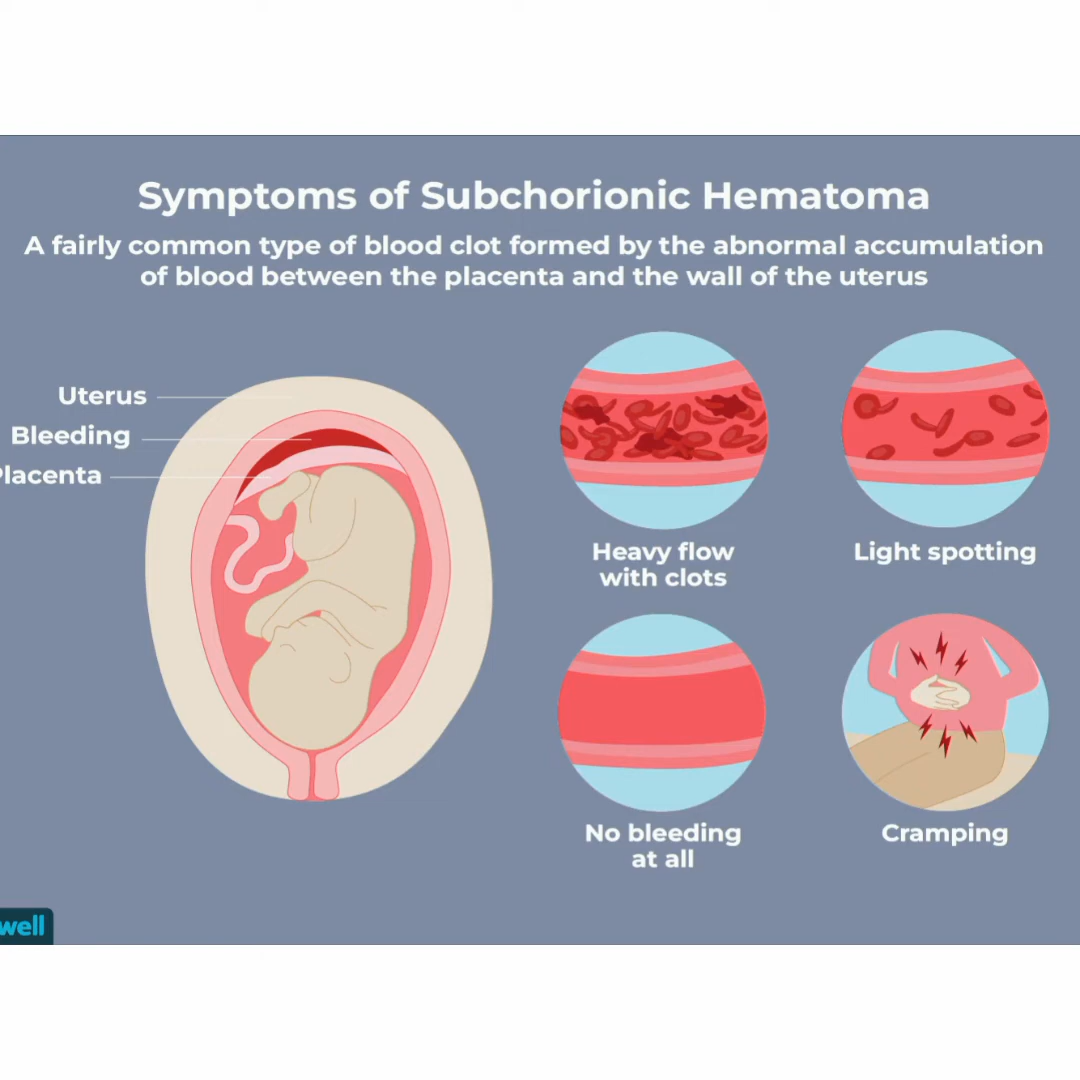 Symptoms of Subchorionic Hematoma
A fairly common type of blood clot formed by the abnormal accumulation
of blood between the placenta and the wall of the uterus
Uterus
Bleeding
lacenta
Heavy flow
with clots
Light spotting
No bleeding
at all
Cramping
well